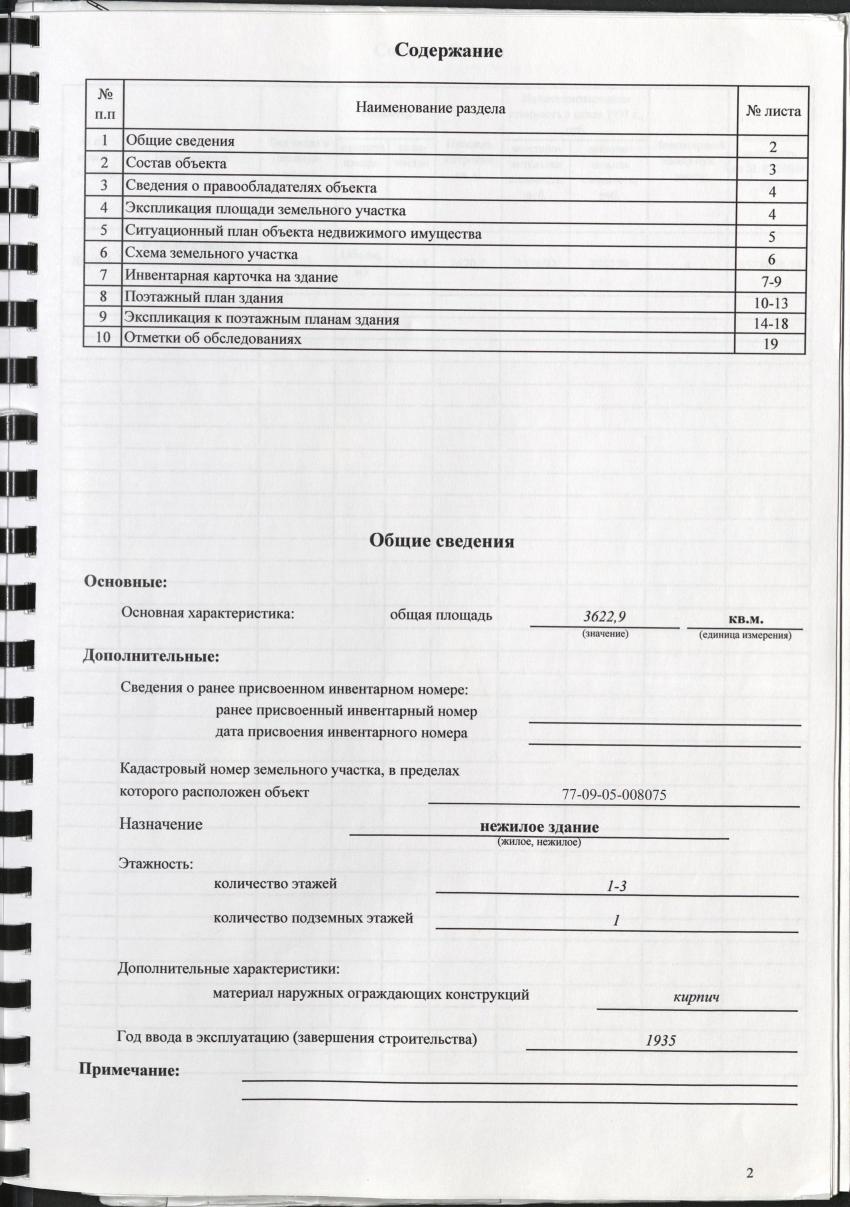 Содержание
№ п.п Наименование раздела № листа
1 Общие сведения 2
2 Состав объекта 3
3 Сведения о правообладателях объекта 4
4 Экспликация площади земельного участка 4
5 Ситуационный план объекта недвижимого имущества 5
6 Схема земельного участка 6
7 Инвентарная карточка на здание 7-9
8 Поэтажный план здания 10-13
9 Экспликация к поэтажным планам здания 14-18
10 Отметки об обследованиях 19
Общие сведения
Основные:
Основная характеристика: общая площадь 3622,9 кв.м.
(значение) (единица измерения)
Дополнительные:
Сведения о ранее присвоенном инвентарном номере:
ранее присвоенный инвентарный номер
дата присвоения инвентарного номера
Кадастровый номер земельного участка, в пределах
которого расположен объект 77-09-05-008075
Назначение нежилое здание
(жилое, нежилое)
Этажность:
количество этажей 1-3
количество подземных этажей 1
Дополнительные характеристики:
материал наружных ограждающих конструкций кирпич
Год ввода в эксплуатацию (завершения строительства) 1935
Примечание:
2